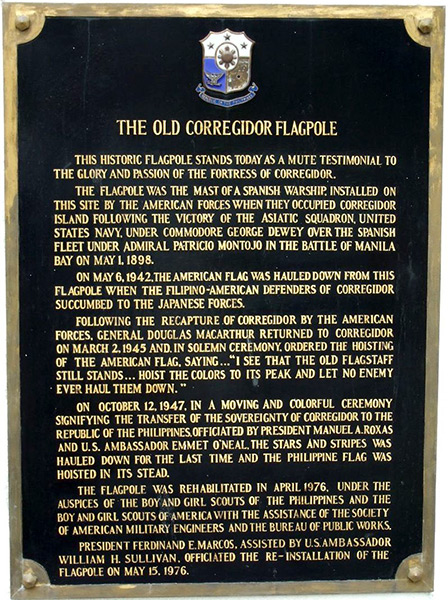 THE OLD CORREGIDOR FLAGPOLE
THIS HISTORIC FLAGPOLE STANDS TODAY AS A MUTE TESTIMONIAL TO
THE GLORY AND PASSION OF THE FORTRESS OF CORREGIDOR.
THE FLAGPOLE WAS THE MAST OF A SPANISH WARSHIP, INSTALLED ON
THIS SITE BY THE AMERICAN FORCES WHEN THEY OCCUPIED CORREGIDOR
ISLAND FOLLOWING THE VICTORY OF THE ASIATIC SQUADRON, UNITED
STATES NAVY, UNDER COMMODORE GEORGE DEWEY OVER THE SPANISH
FLEET UNDER ADMIRAL PATRICIO MONTOJO IN THE BATTLE OF MANILA
BAY ON MAY 1, 1898.
ON MAY 6, 1942, THE AMERICAN FLAG WAS HAULED DOWN FROM THIS
FLAGPOLE WHEN THE FILIPINO-AMERICAN DEFENDERS OF CORREGIDOR
SUCCUMBED TO THE JAPANESE FORCES.
FOLLOWING THE RECAPTURE OF CORREGIDOR BY THE AMERICAN
FORCES, GENERAL DOUGLAS MACARTHUR RETURNED TO CORREGIDOR
ON MARCH 2, 1945 AND, IN SOLEMN CEREMONY, ORDERED THE HOISTING
OF THE AMERICAN FLAG, SAYING..."I SEE THAT THE OLD FLAGSTAFF
STILL STANDS... HOIST THE COLORS TO ITS PEAK AND LET NO ENEMY
EVER HAUL THEM DOWN."
ON OCTOBER 12, 1947, IN A MOVING AND COLORFUL CEREMONY
SIGNIFYING THE TRANSFER OF THE SOVEREIGNTY OF CORREGIDOR TO THE
REPUBLIC OF THE PHILIPPINES, OFFICIATED BY PRESIDENT MANUEL A. ROXAS
AND U.S. AMBASSADOR EMMET O'NEAL, THE STARS AND STRIPES WAS
HAULED DOWN FOR THE LAST TIME AND THE PHILIPPINE FLAG WAS
HOISTED IN ITS STEAD.
THE FLAGPOLE WAS REHABILITATED IN APRIL 1976, UNDER THE
AUSPICES OF THE BOY AND GIRL SCOUTS OF THE PHILIPPINES AND THE
BOY AND GIRL SCOUTS OF AMERICA WITH THE ASSISTANCE OF THE SOCIETY
OF AMERICAN MILITARY ENGINEERS AND THE BUREAU OF PUBLIC WORKS.
PRESIDENT FERDINAND E. MARCOS, ASSISTED BY U.S. AMBASSADOR
WILLIAM H. SULLIVAN, OFFICIATED THE RE-INSTALLATION OF THE
FLAGPOLE ON MAY 15, 1976.